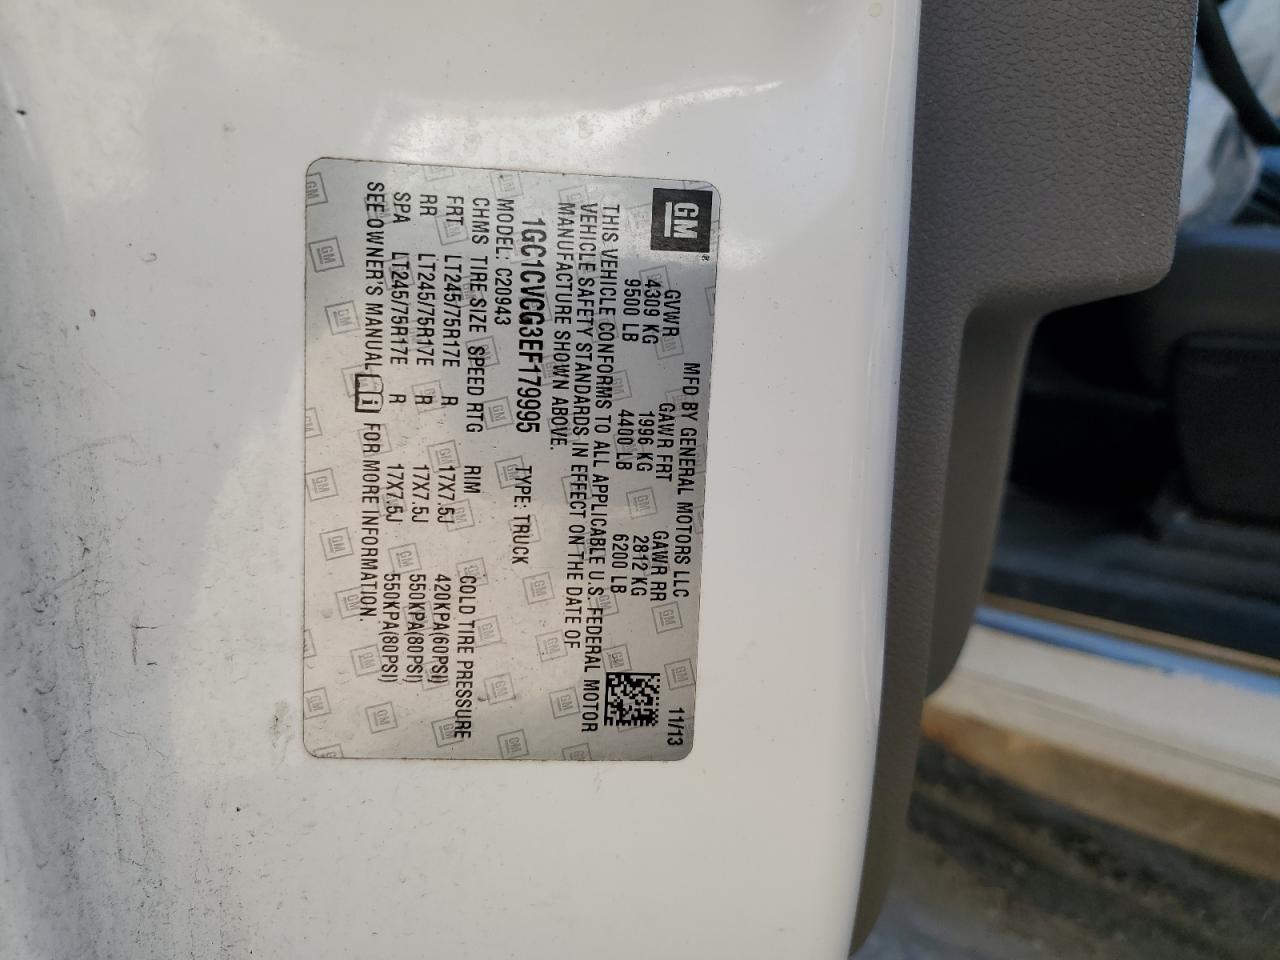 GM
MFD BY GENERAL MOTORS LLC 11/13
GVWR GAWR FRT GAWR RR
4309 KG 1996 KG 2812 KG
9500 LB 4400 LB 6200 LB
THIS VEHICLE CONFORMS TO ALL APPLICABLE U.S. FEDERAL MOTOR
VEHICLE SAFETY STANDARDS IN EFFECT ON THE DATE OF
MANUFACTURE SHOWN ABOVE.
1GC1CVCG3EF179995 TYPE: TRUCK
MODEL: C20943
CHMS TIRE SIZE SPEED RTG RIM COLD TIRE PRESSURE
FRT LT245/75R17E R 17X7.5J 420KPA(60PSI)
RR LT245/75R17E R 17X7.5J 550KPA(80PSI)
SPA LT245/75R17E R 17X7.5J 550KPA(80PSI)
SEE OWNER'S MANUAL i FOR MORE INFORMATION.